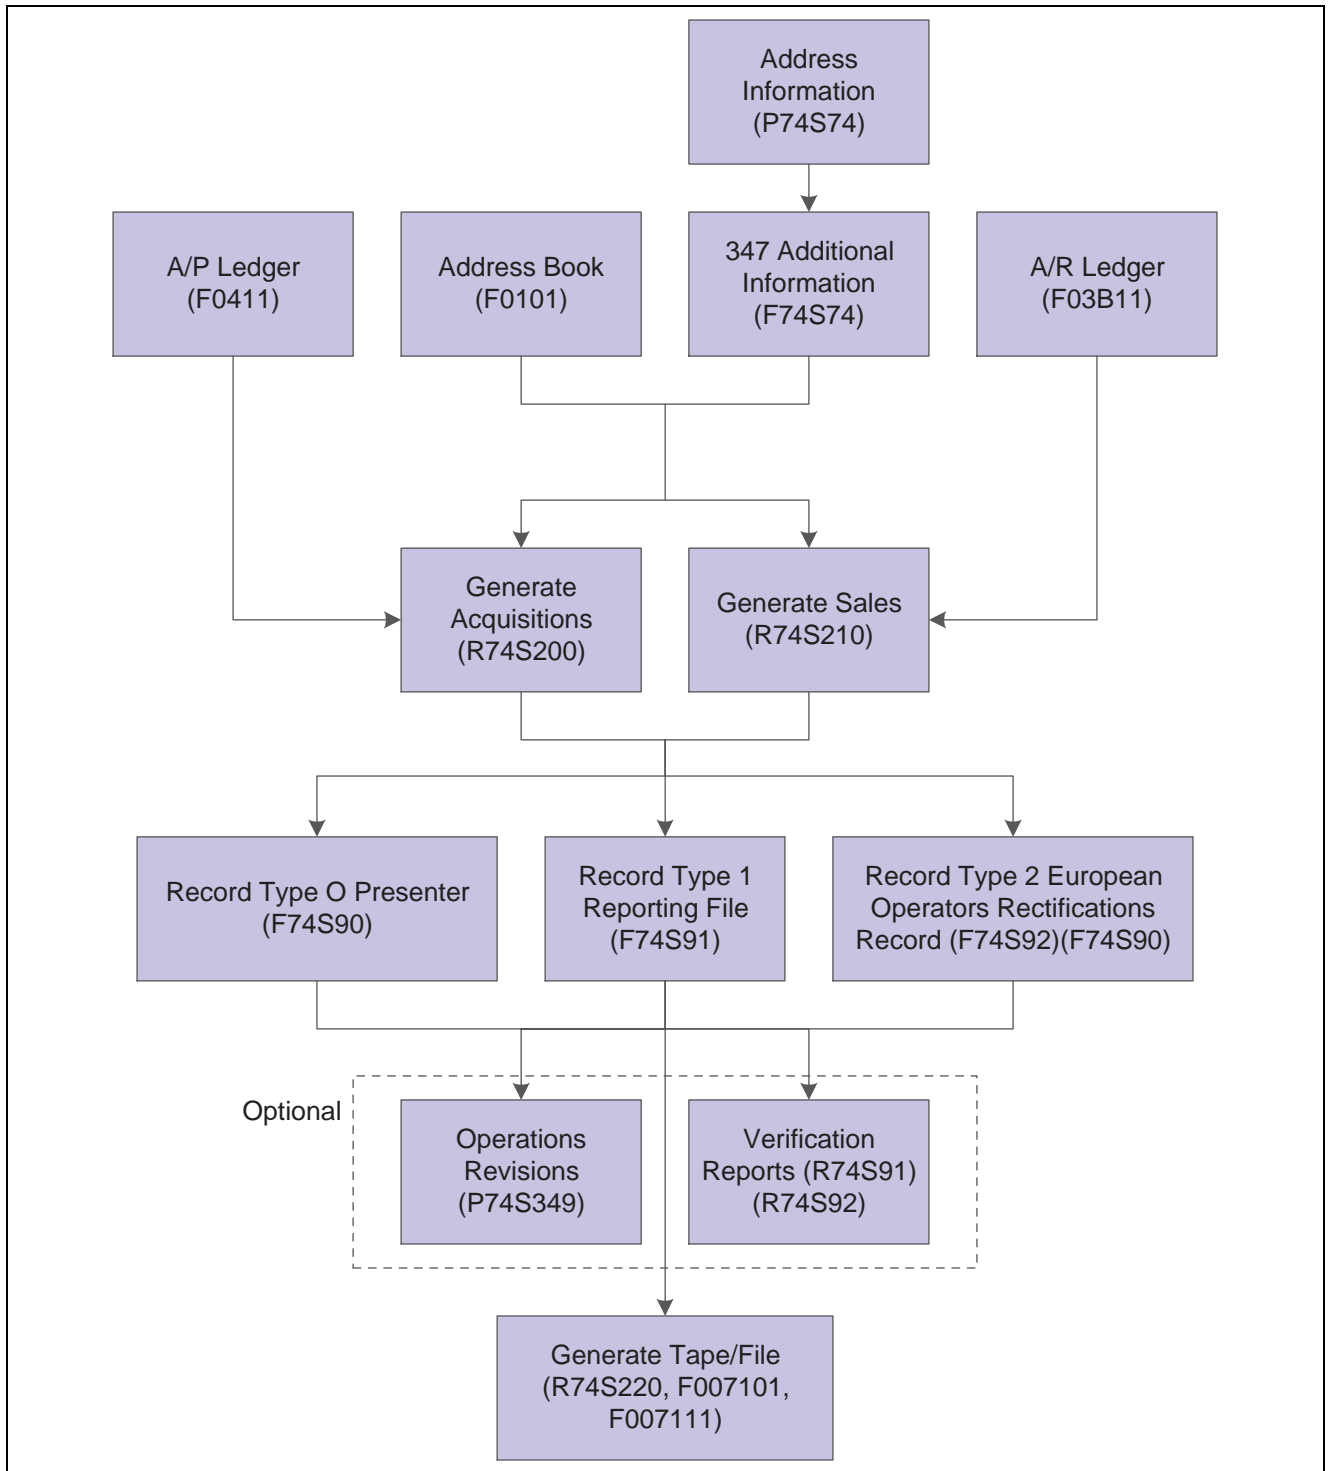 Address
Information
(P74S74)
A/P Ledger
(F0411)
Address Book
(F0101)
347 Additional
Information
(F74S74)
A/R Ledger
(F03B11)
Generate
Acquisitions
(R74S200)
Generate Sales
(R74S210)
Record Type O Presenter
(F74S90)
Record Type 1
Reporting File
(F74S91)
Record Type 2 European
Operators Rectifications
Record (F74S92)(F74S90)
Optional
Operations
Revisions
(P74S349)
Verification
Reports (R74S91)
(R74S92)
Generate Tape/File
(R74S220, F007101,
F007111)